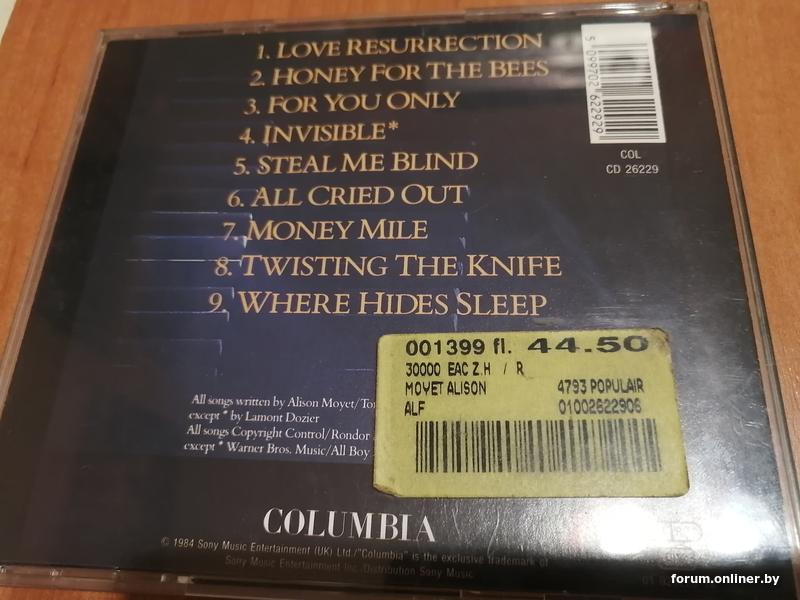 1. LOVE RESURRECTION
2. HONEY FOR THE BEES
3. FOR YOU ONLY
4. INVISIBLE*
5. STEAL ME BLIND
6. ALL CRIED OUT
7. MONEY MILE
8. TWISTING THE KNIFE
9. WHERE HIDES SLEEP
5 099702 622929
COL
CD 26229
001399 fl. 44.50
30000 EAC Z.H / R
MOYET ALISON 4793 POPULAIR
ALF 01002622906
All songs written by Alison Moyet/
except * by Lamont Dozier
All songs Copyright Control/Rondor
except * Warner Bros. Music/All Boy
COLUMBIA
© 1984 Sony Music Entertainment (UK) Ltd./"Columbia" is the exclusive trademark of
Sony Music Entertainment Inc. Distribution Sony Music
forum.onliner.by